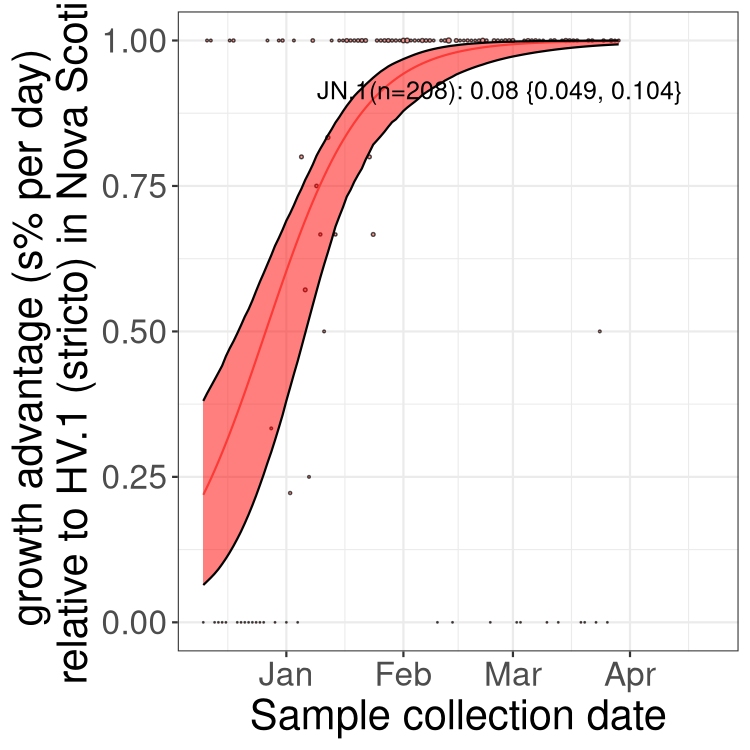 growth advantage (s% per day)
relative to HV.1 (stricto) in Nova Scoti
1.00
0.75
0.50
0.25
0.00
JN.1(n=208): 0.08 {0.049, 0.104}
Jan Feb Mar Apr
Sample collection date